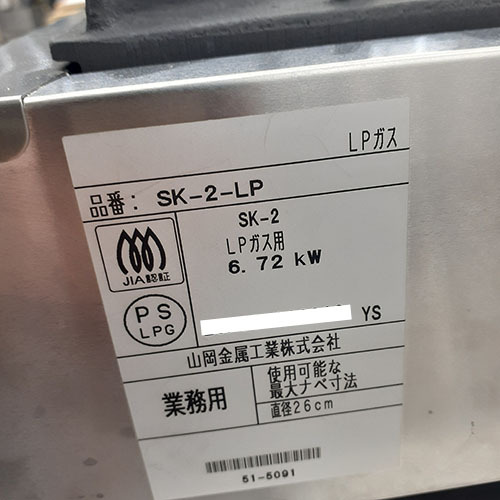 LPガス
品番: SK-2-LP
JIA認証
SK-2
LPガス用
6.72 kW
PS
LPG
YS
山岡金属工業株式会社
業務用
使用可能な
最大ナベ寸法
直径26cm
51-5091